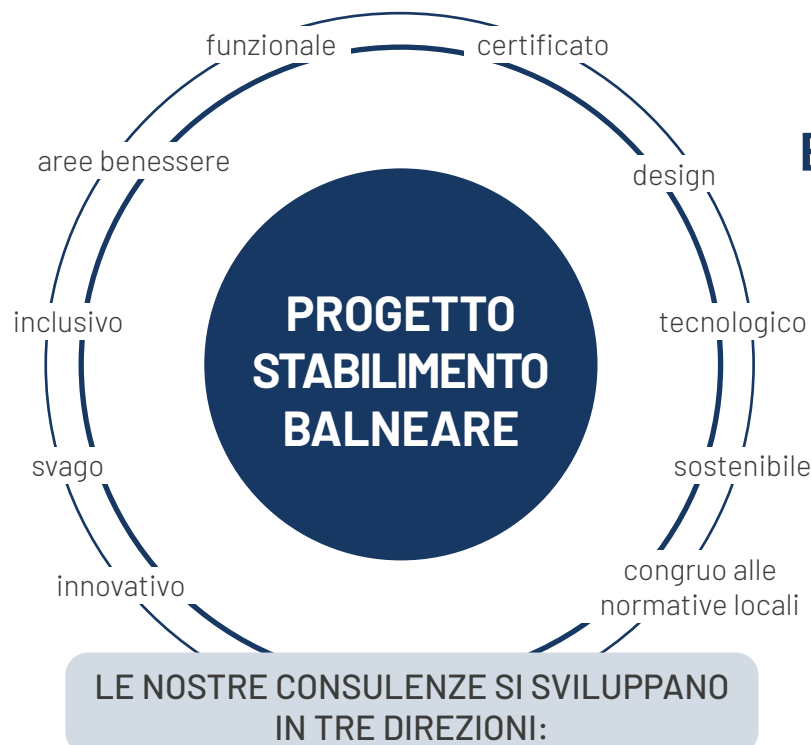 funzionale
certificato
aree benessere
design
PROGETTO
STABILIMENTO
BALNEARE
inclusivo
tecnologico
svago
sostenibile
innovativo
congruo alle
normative locali
LE NOSTRE CONSULENZE SI SVILUPPANO
IN TRE DIREZIONI: